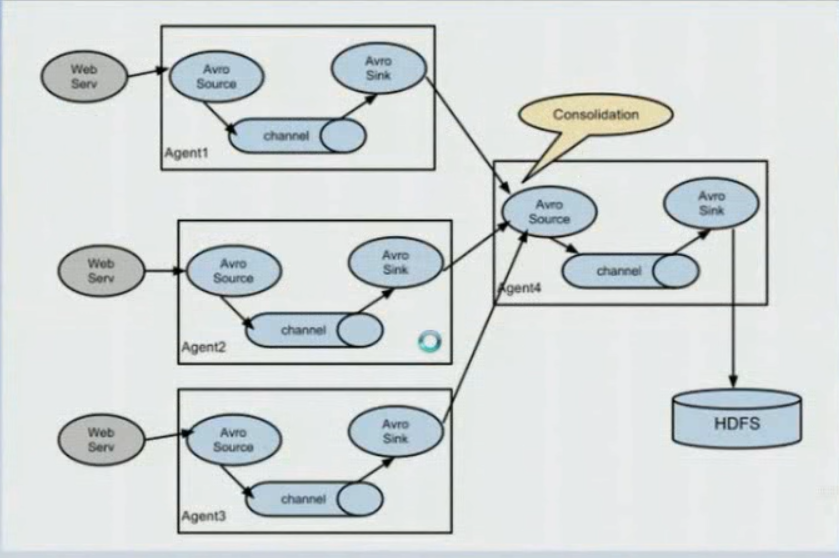 Web
Serv
Avro
Source
Avro
Sink
channel
Agent1
Consolidation
Web
Serv
Avro
Source
Avro
Sink
channel
Agent2
Avro
Source
Avro
Sink
channel
Agent4
Web
Serv
Avro
Source
Avro
Sink
channel
Agent3
HDFS